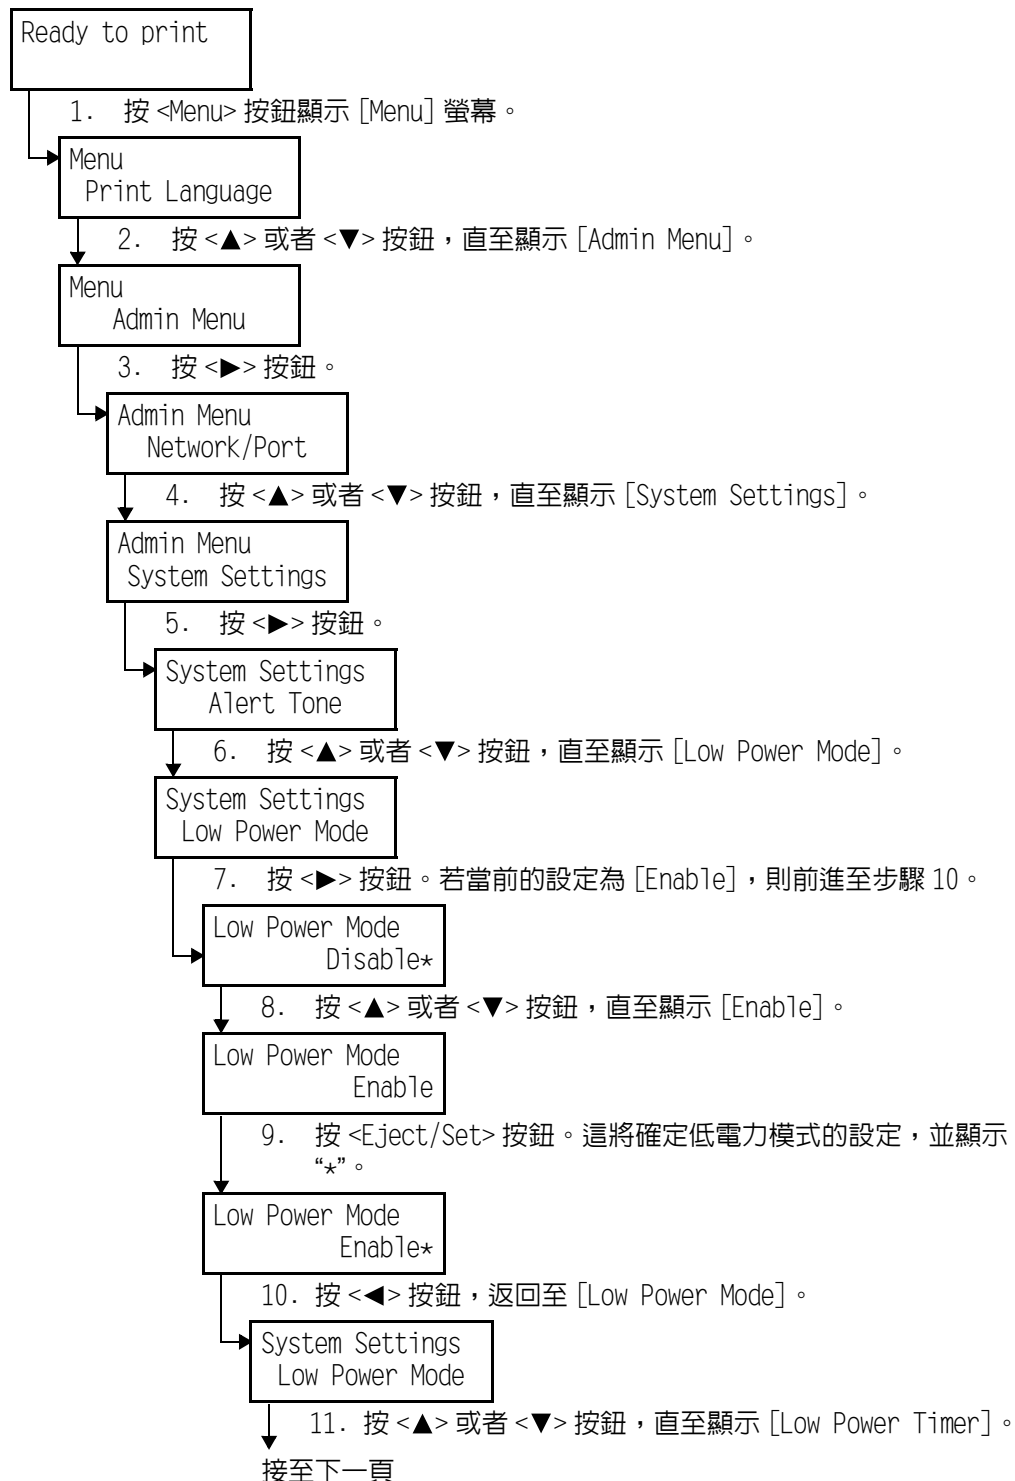 Ready to print
1. 按 <Menu> 按鈕顯示 [Menu] 螢幕。
Menu
Print Language
2. 按 <▲> 或者 <▼> 按鈕，直至顯示 [Admin Menu]。
Menu
Admin Menu
3. 按 <▶> 按鈕。
Admin Menu
Network/Port
4. 按 <▲> 或者 <▼> 按鈕，直至顯示 [System Settings]。
Admin Menu
System Settings
5. 按 <▶> 按鈕。
System Settings
Alert Tone
6. 按 <▲> 或者 <▼> 按鈕，直至顯示 [Low Power Mode]。
System Settings
Low Power Mode
7. 按 <▶> 按鈕。若當前的設定為 [Enable]，則前進至步驟 10。
Low Power Mode
Disable*
8. 按 <▲> 或者 <▼> 按鈕，直至顯示 [Enable]。
Low Power Mode
Enable
9. 按 <Eject/Set> 按鈕。這將確定低電力模式的設定，並顯示
“*”。
Low Power Mode
Enable*
10. 按 <◀> 按鈕，返回至 [Low Power Mode]。
System Settings
Low Power Mode
11. 按 <▲> 或者 <▼> 按鈕，直至顯示 [Low Power Timer]。
接至下一頁